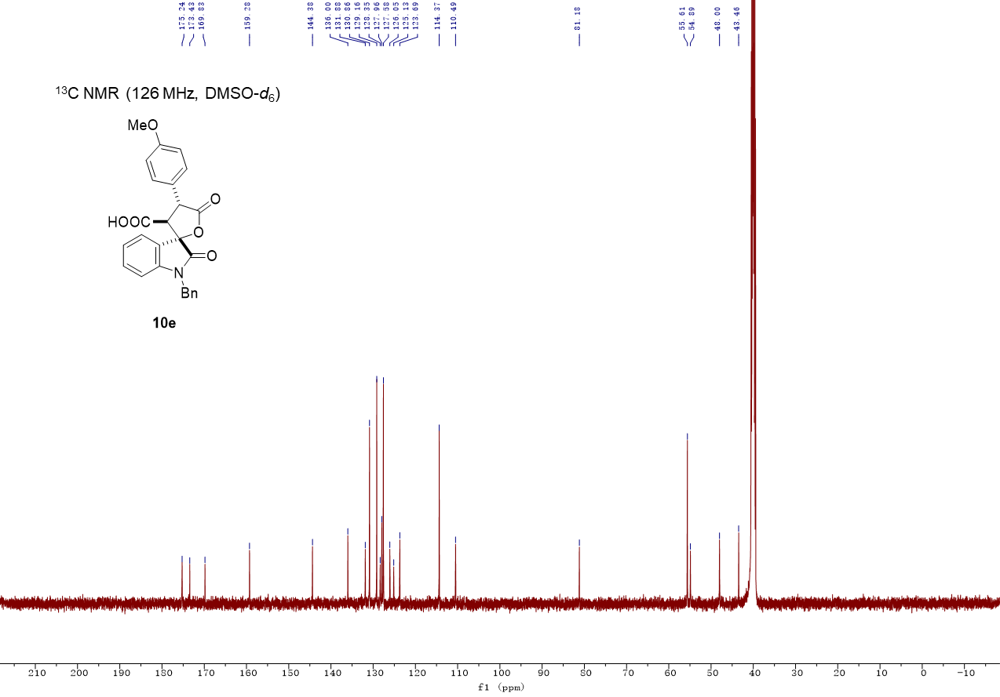 175.24
173.43
169.83
159.28
144.38
136.00
131.88
130.86
129.16
128.35
127.96
127.58
126.05
125.13
123.69
114.37
110.49
81.18
55.61
54.89
48.00
43.46
¹³C NMR (126 MHz, DMSO-d₆)
MeO
O
HOOC
O
O
N
Bn
10e
210 200 190 180 170 160 150 140 130 120 110 100 90 80 70 60 50 40 30 20 10 0 −10
f1 (ppm)